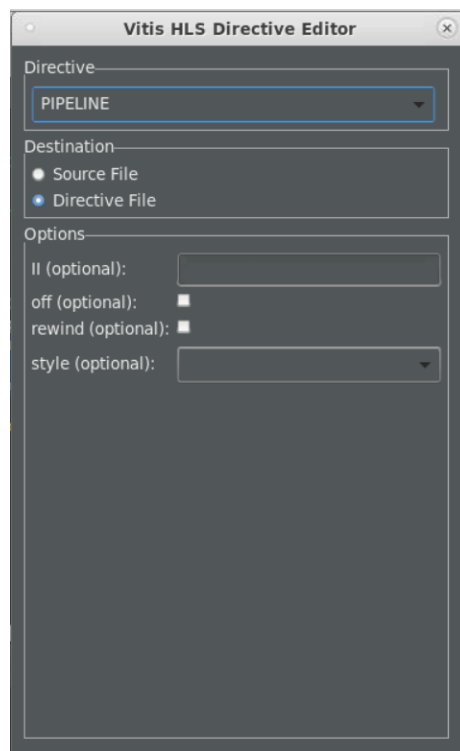 Vitis HLS Directive Editor
Directive
PIPELINE
Destination
Source File
Directive File
Options
II (optional):
off (optional):
rewind (optional):
style (optional):